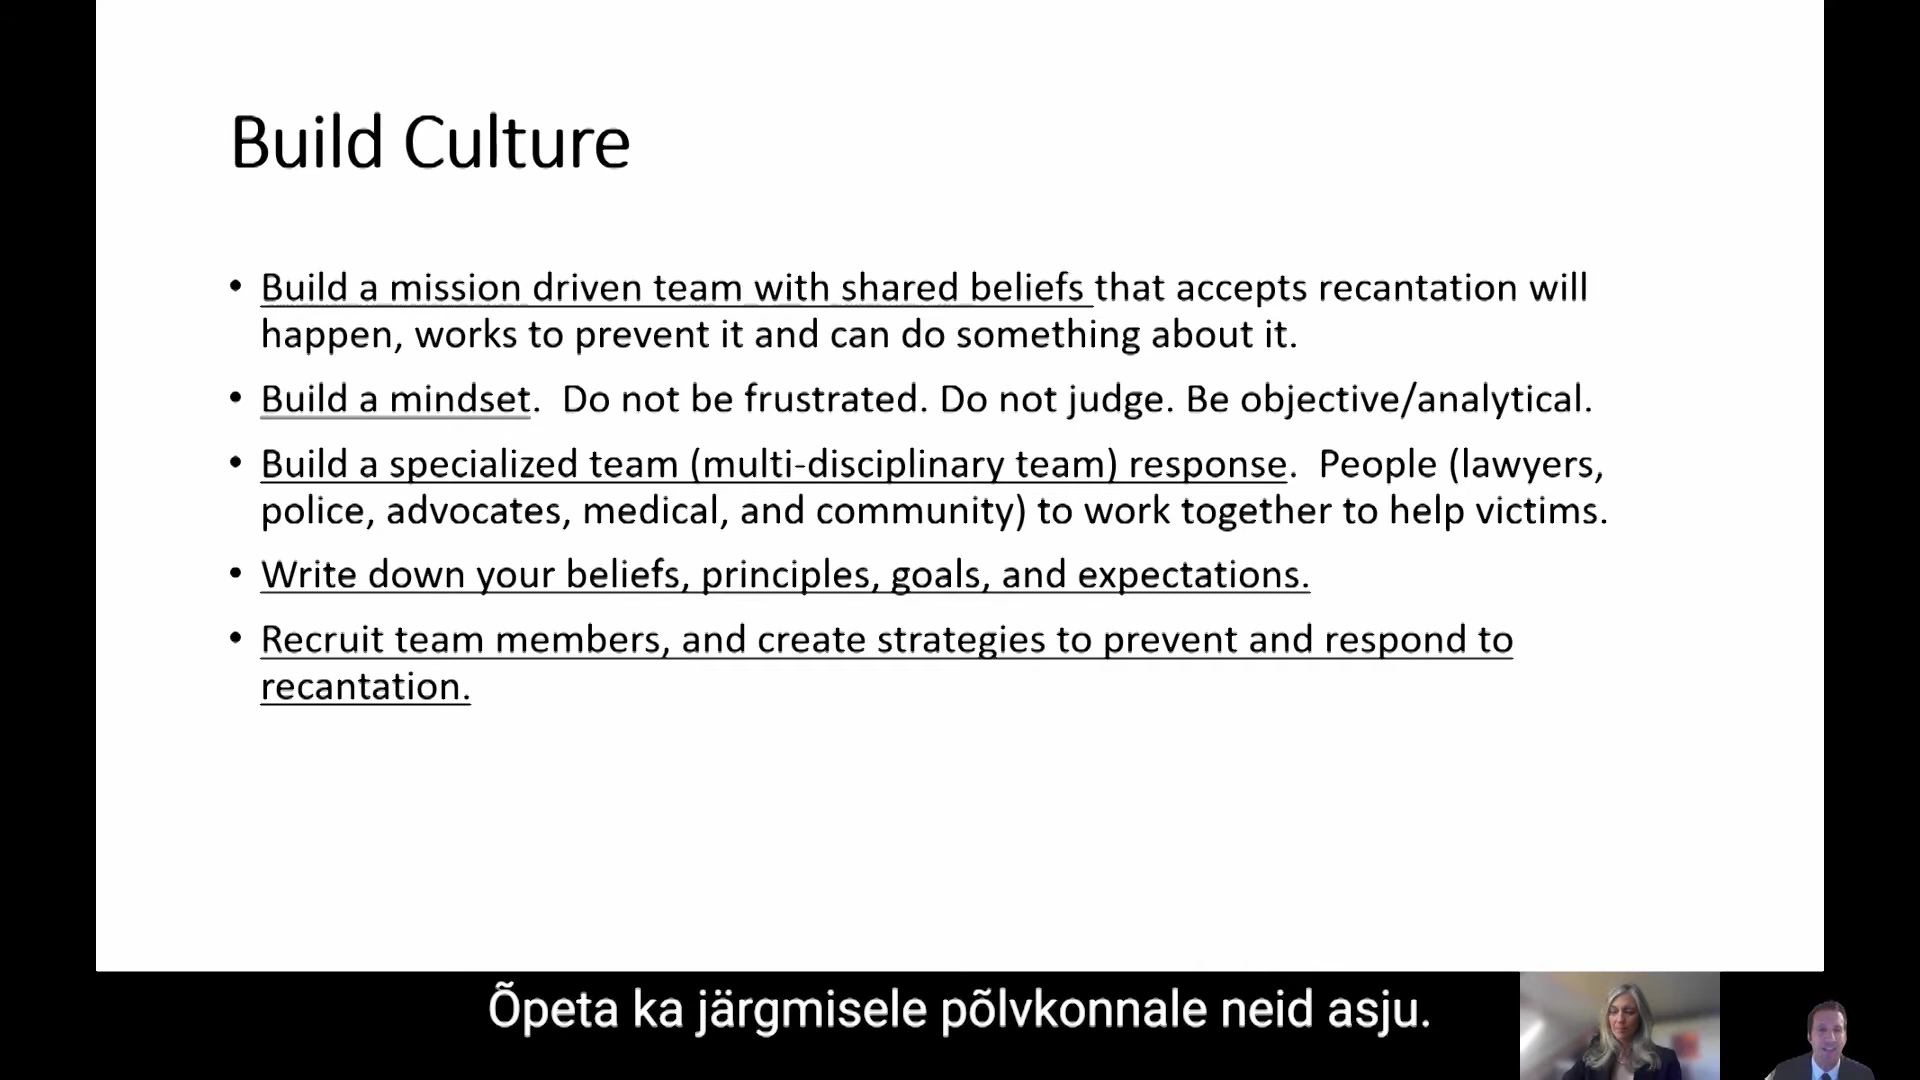 Build Culture
• Build a mission driven team with shared beliefs that accepts recantation will
happen, works to prevent it and can do something about it.
• Build a mindset.  Do not be frustrated. Do not judge. Be objective/analytical.
• Build a specialized team (multi-disciplinary team) response.  People (lawyers,
police, advocates, medical, and community) to work together to help victims.
• Write down your beliefs, principles, goals, and expectations.
• Recruit team members, and create strategies to prevent and respond to
recantation.
Õpeta ka järgmisele põlvkonnale neid asju.